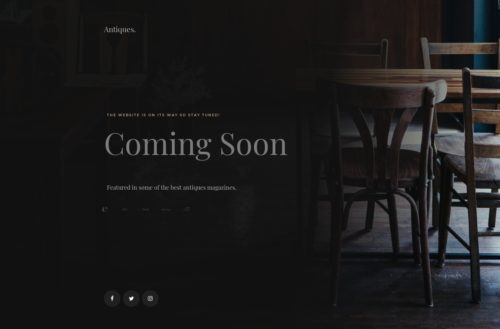 Antiques.
THE WEBSITE IS ON ITS WAY SO STAY TUNED!
Coming Soon
Featured in some of the best antiques magazines.